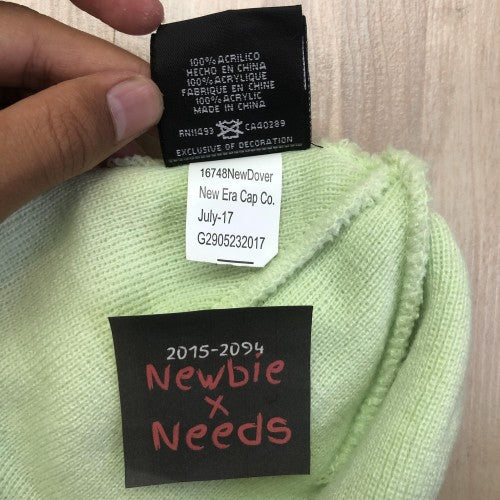 100% ACRILICO
HECHO EN CHINA
100% ACRYLIQUE
FABRIQUE EN CHINE
100% ACRYLIC
MADE IN CHINA
RN11493 CA40289
EXCLUSIVE OF DECORATION
16748NewDover
New Era Cap Co.
July-17
G2905232017
2015-2094
Newbie
x
Needs